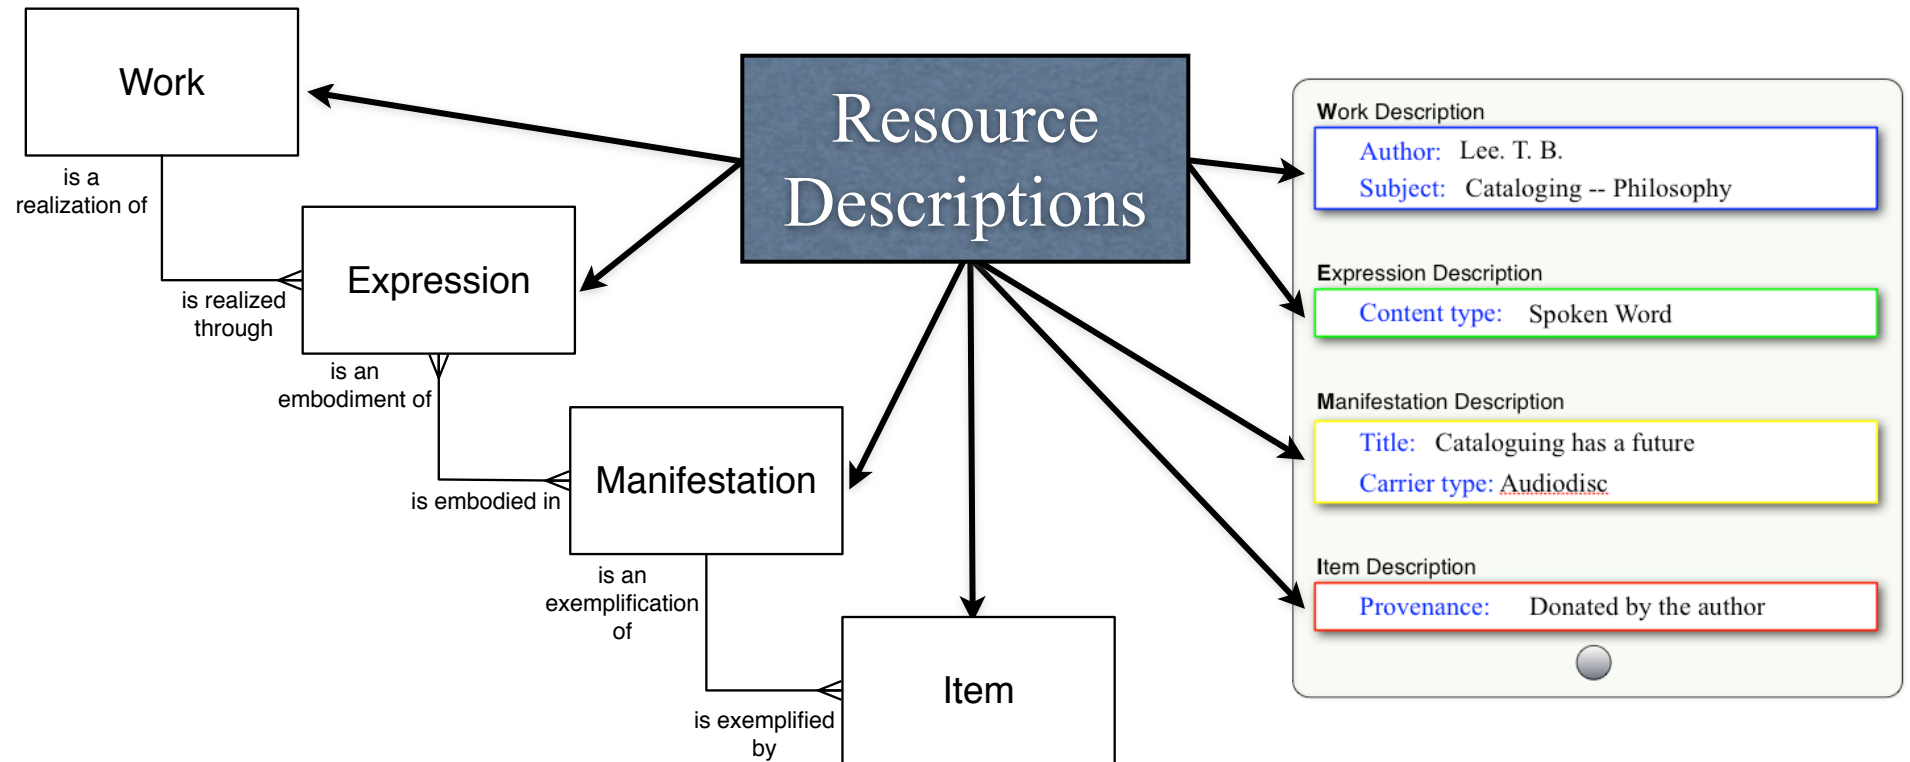 Work
is a
realization of
is realized
through
Expression
is an
embodiment of
is embodied in
Manifestation
is an
exemplification
of
is exemplified
by
Item
Resource
Descriptions
Work Description
Author: Lee. T. B.
Subject: Cataloging -- Philosophy
Expression Description
Content type: Spoken Word
Manifestation Description
Title: Cataloguing has a future
Carrier type: Audiodisc
Item Description
Provenance: Donated by the author